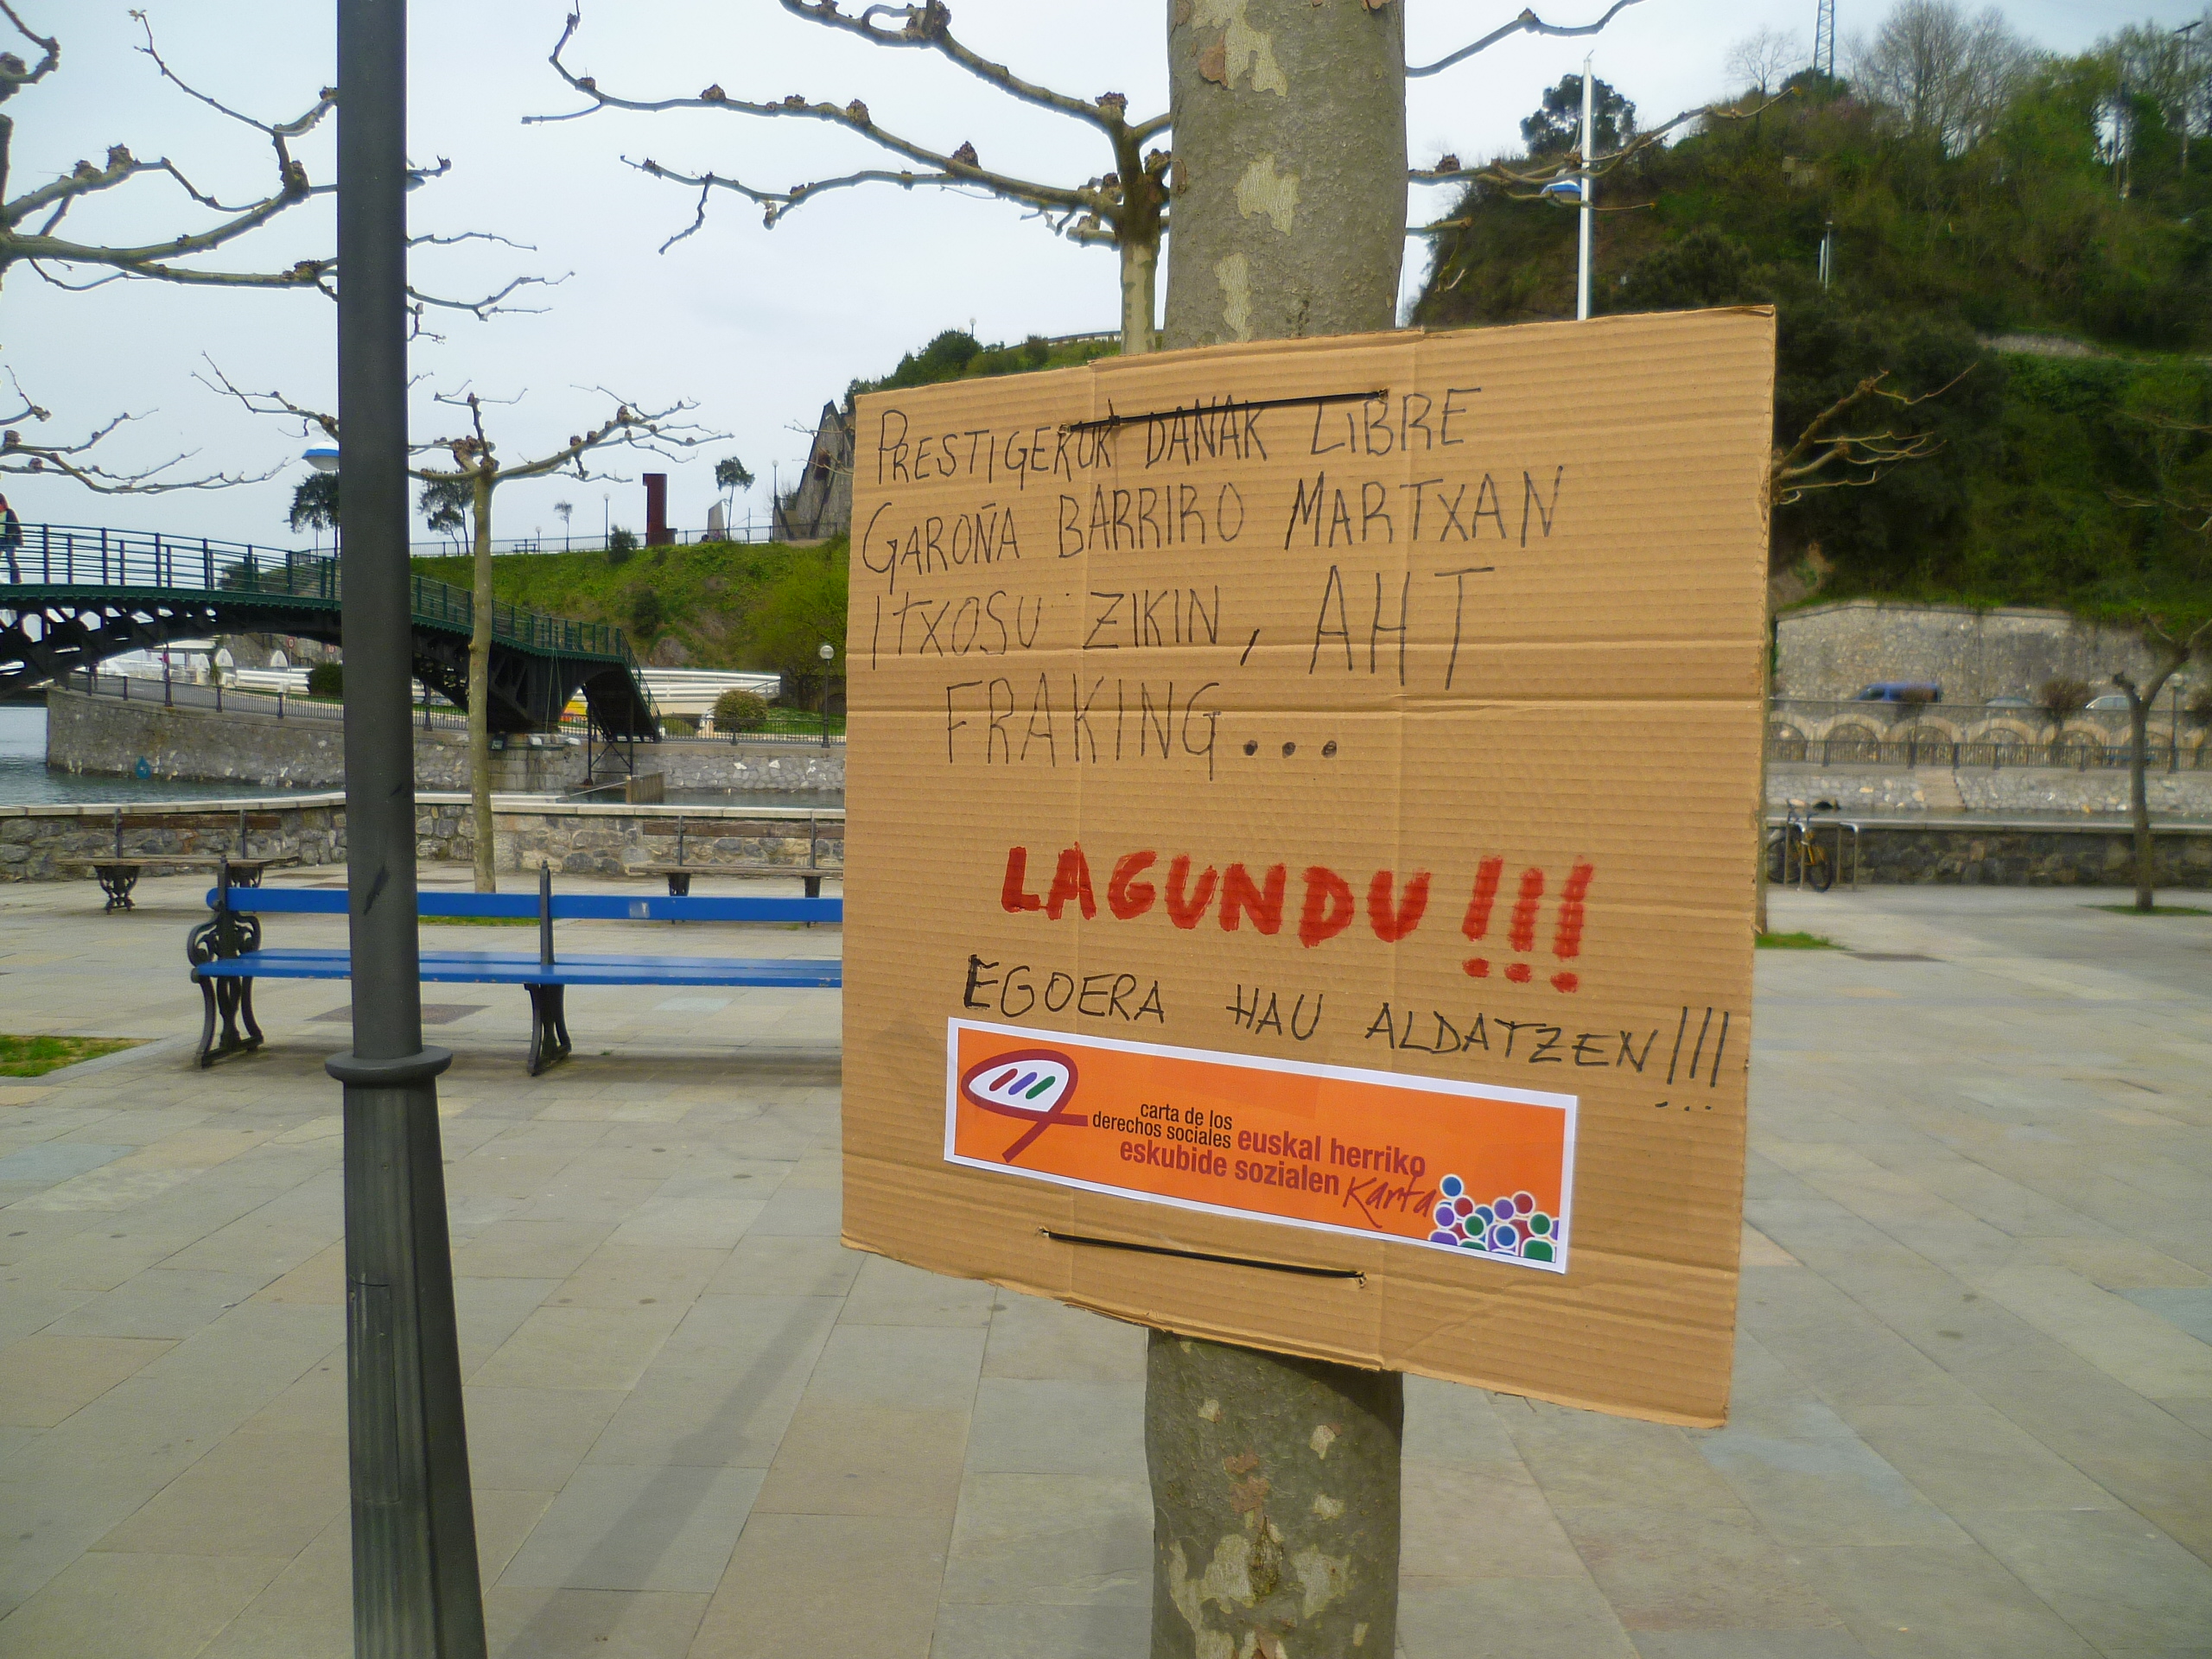 PRESTIGEKUK DANAK LIBRE
GAROÑA BARRIRO MARTXAN
ITXOSU ZIKIN, AHT
FRAKING...
LAGUNDU!!!
EGOERA HAU ALDATZEN!!!
carta de los
derechos sociales euskal herriko
eskubide sozialen Karta